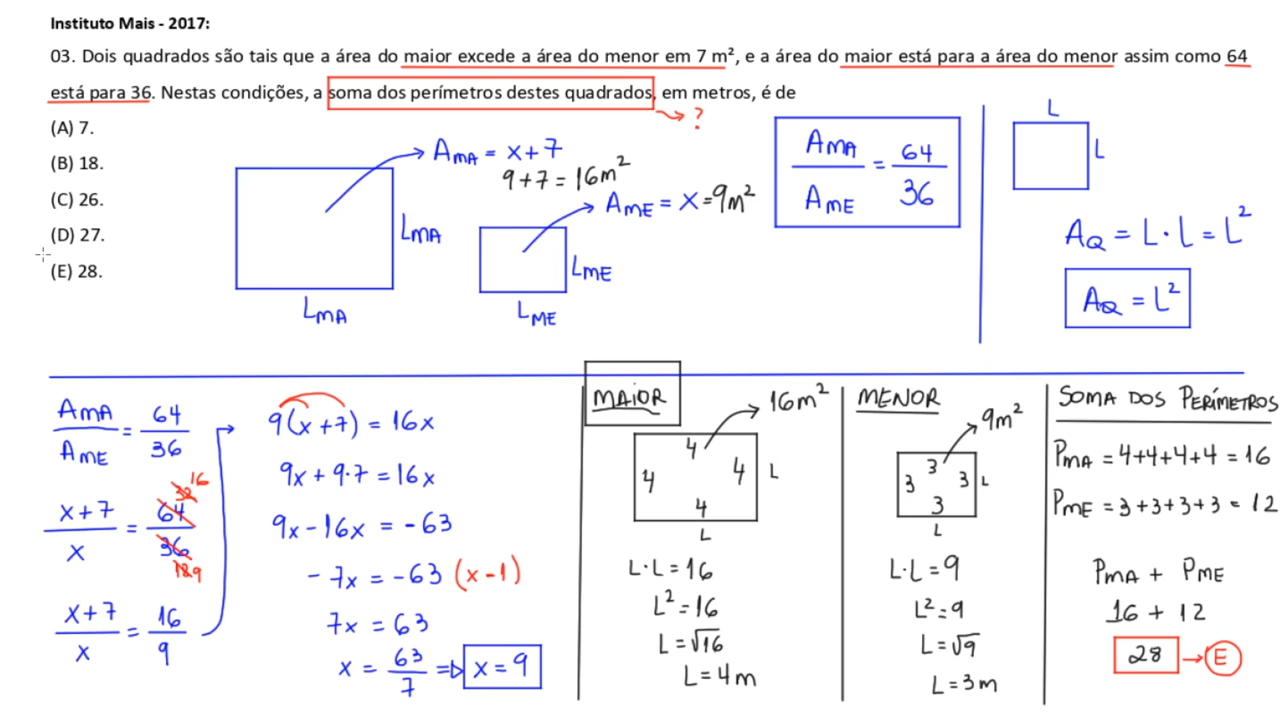 Instituto Mais - 2017:
03. Dois quadrados são tais que a área do maior excede a área do menor em 7 m², e a área do maior está para a área do menor assim como 64
está para 36. Nestas condições, a soma dos perímetros destes quadrados, em metros, é de
?
(A) 7.
(B) 18.
(C) 26.
(D) 27.
(E) 28.
A_MA = x+7
9+7 = 16m²
A_ME = x = 9m²
L_MA
L_MA
L_ME
L_ME
A_MA / A_ME = 64 / 36
L
L
A_Q = L·L = L²
A_Q = L²
A_MA / A_ME = 64 / 36
x+7 / x = 64 / 36
32 16
18 9
x+7 / x = 16 / 9
9(x+7) = 16x
9x + 9·7 = 16x
9x - 16x = -63
-7x = -63 (x-1)
7x = 63
x = 63 / 7 ⇒ x = 9
MAIOR
16m²
4
4 4 L
4
L
L·L = 16
L² = 16
L = √16
L = 4m
MENOR
9m²
3
3 3 L
3
L
L·L = 9
L² = 9
L = √9
L = 3m
SOMA DOS PERÍMETROS
P_MA = 4+4+4+4 = 16
P_ME = 3+3+3+3 = 12
P_MA + P_ME
16 + 12
28 → E